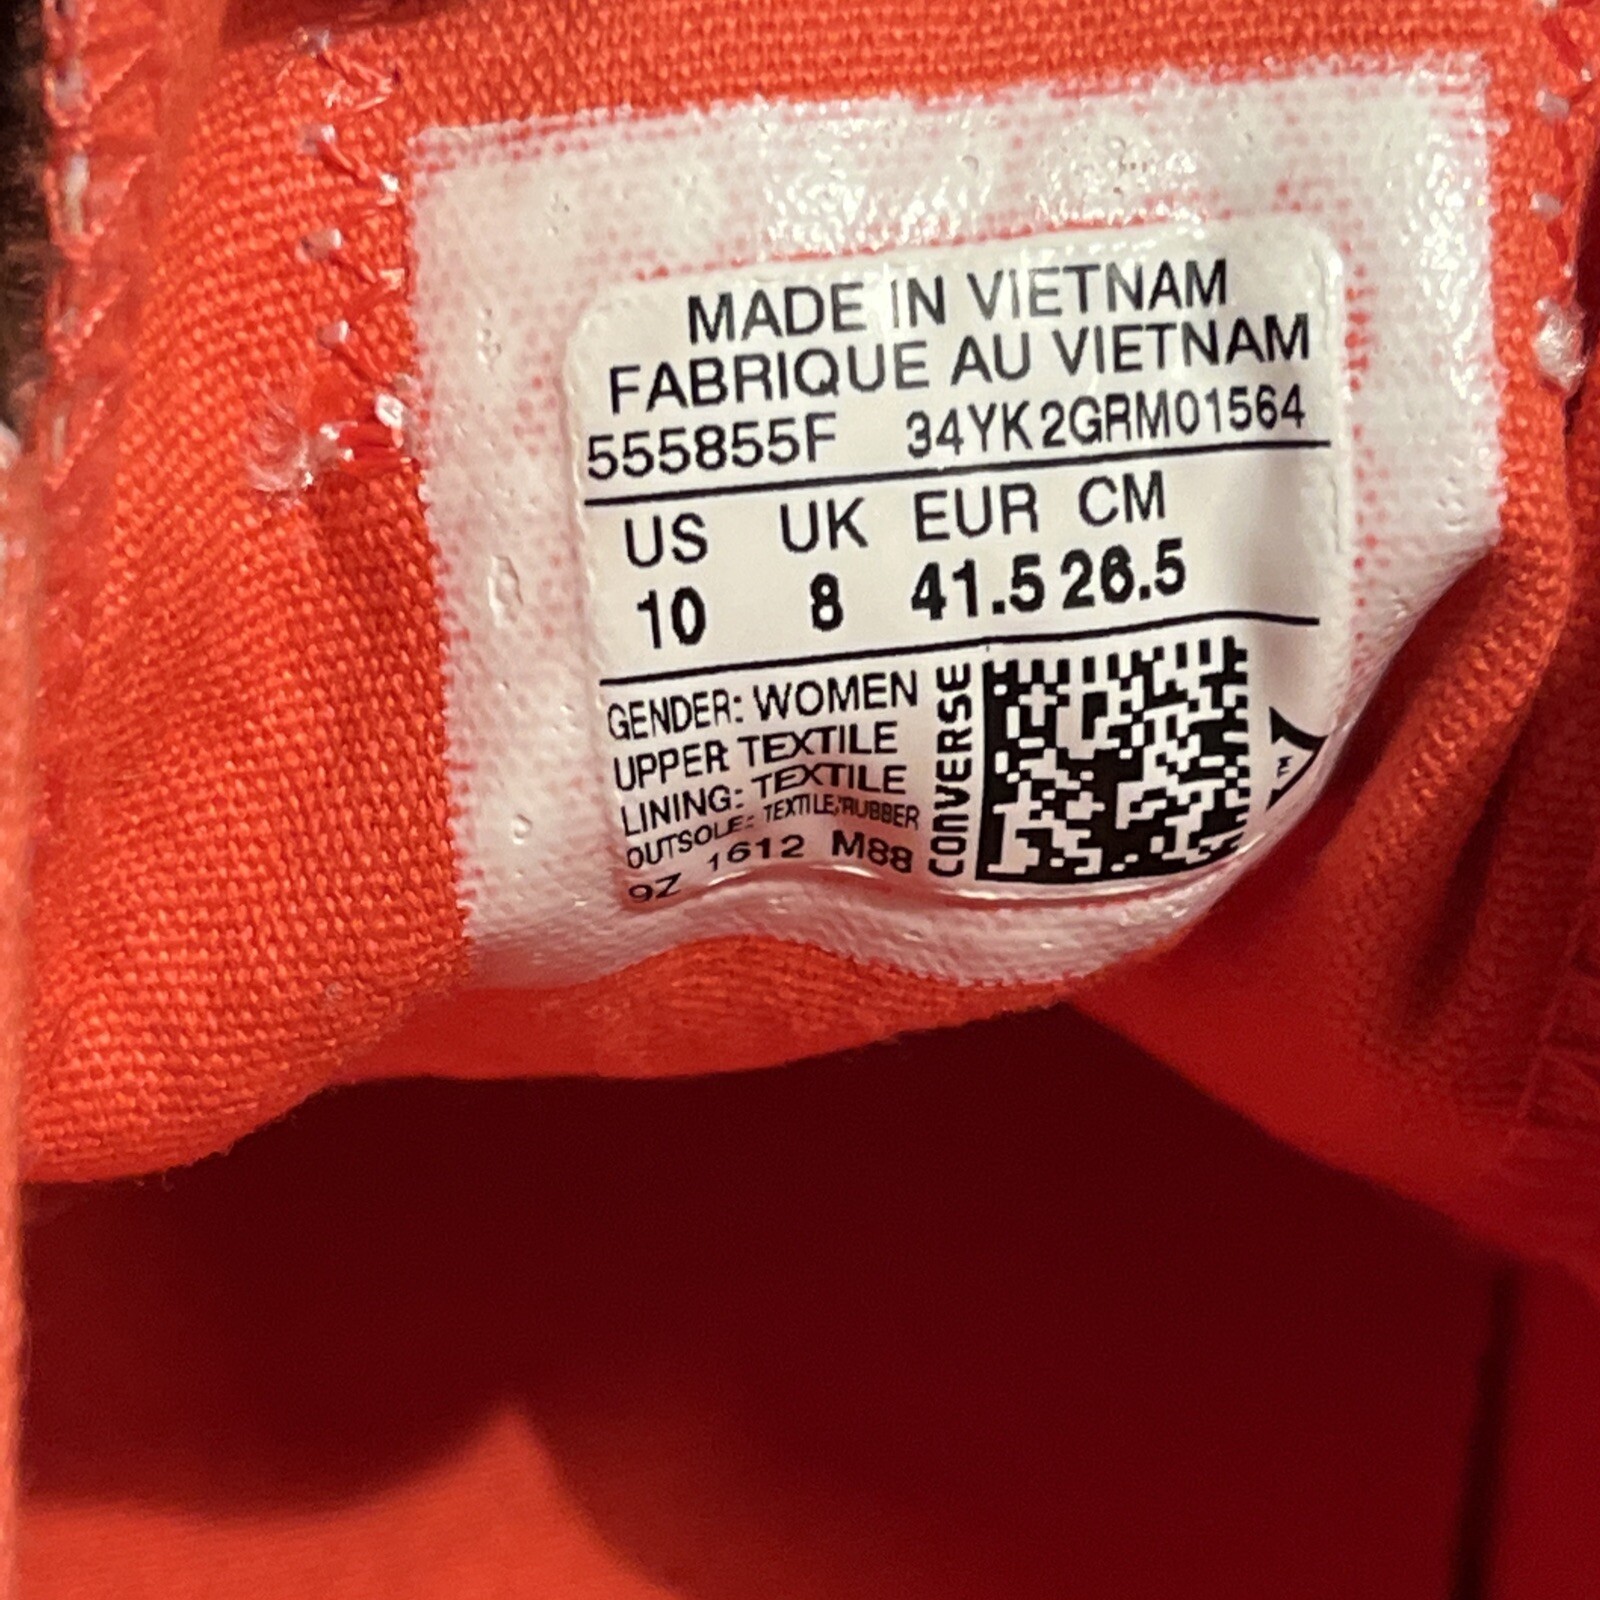 MADE IN VIETNAM
FABRIQUE AU VIETNAM
555855F 34YK2GRM01564
US UK EUR CM
10 8 41.5 26.5
GENDER: WOMEN
UPPER TEXTILE
LINING: TEXTILE
OUTSOLE: TEXTILE/RUBBER
9Z 1612 M88
CONVERSE
TM